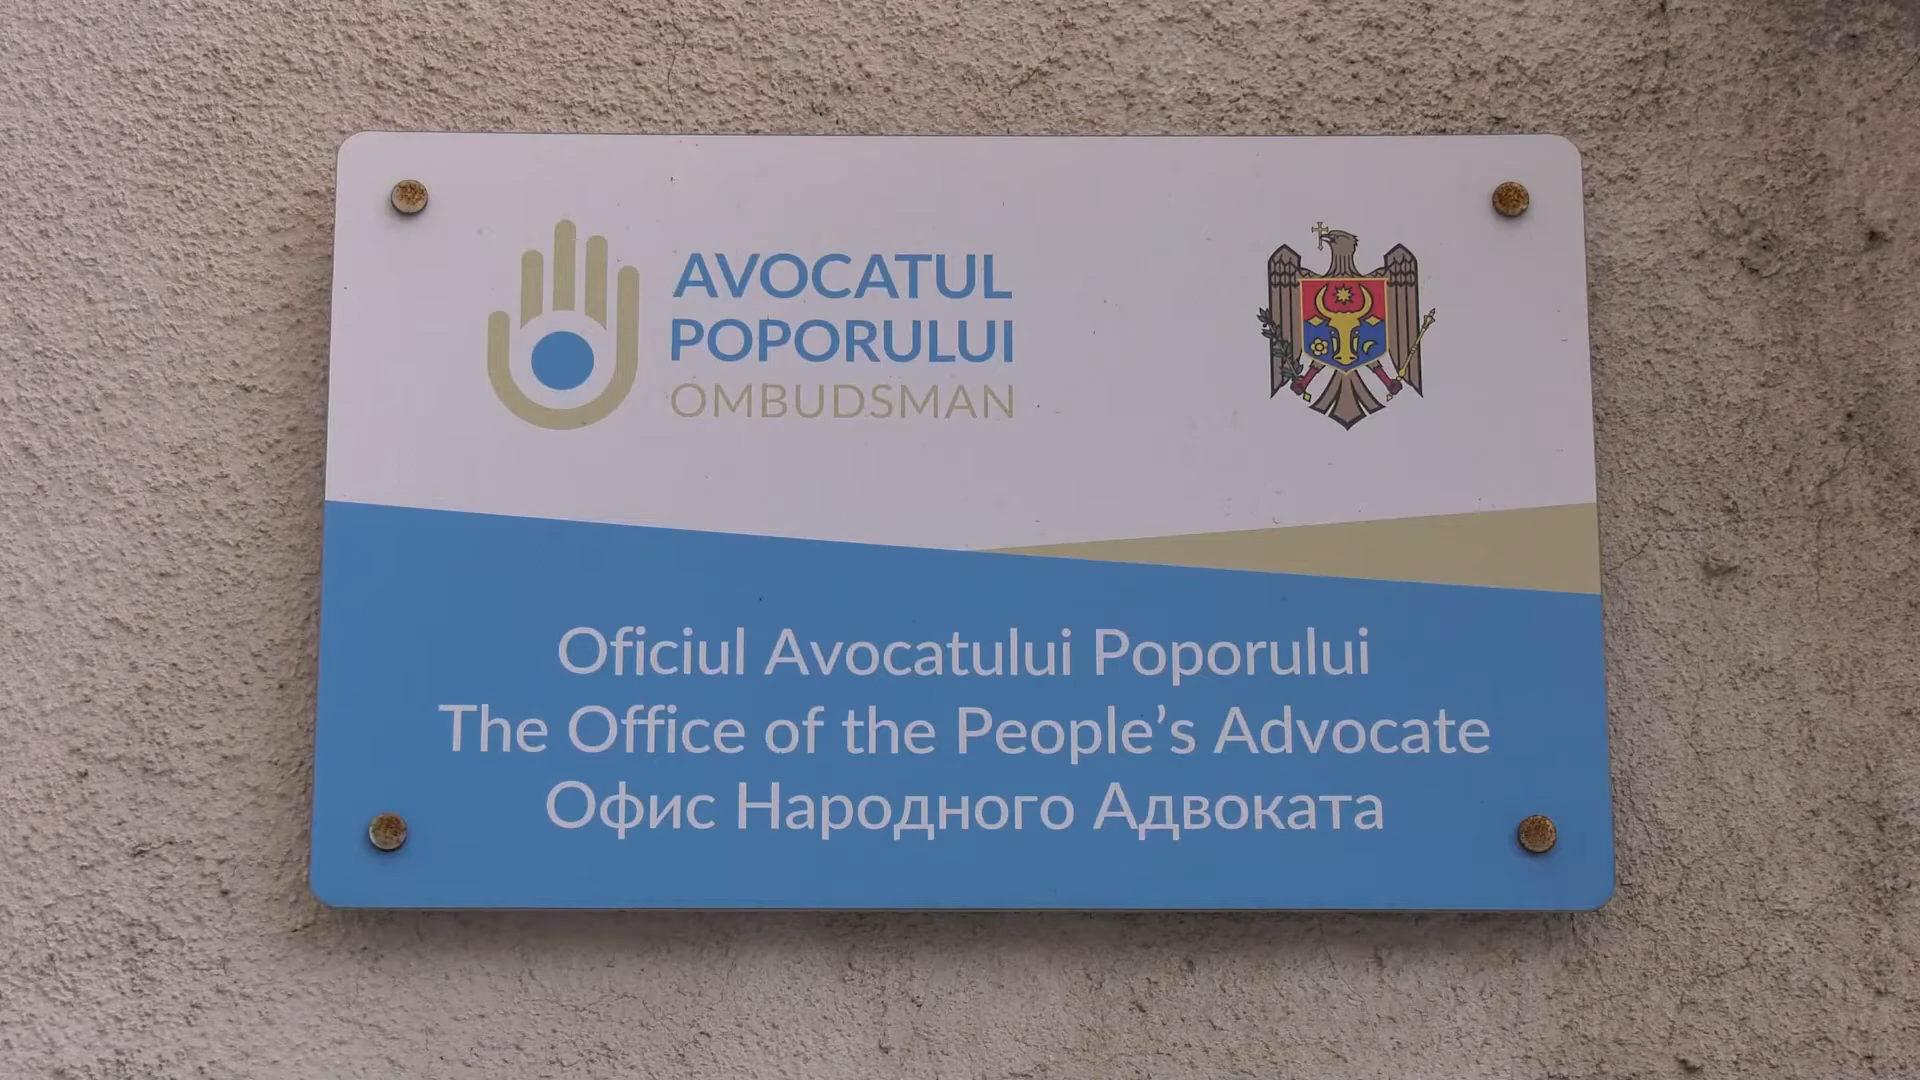 AVOCATUL
POPORULUI
OMBUDSMAN
Oficiul Avocatului Poporului
The Office of the People’s Advocate
Офис Народного Адвоката